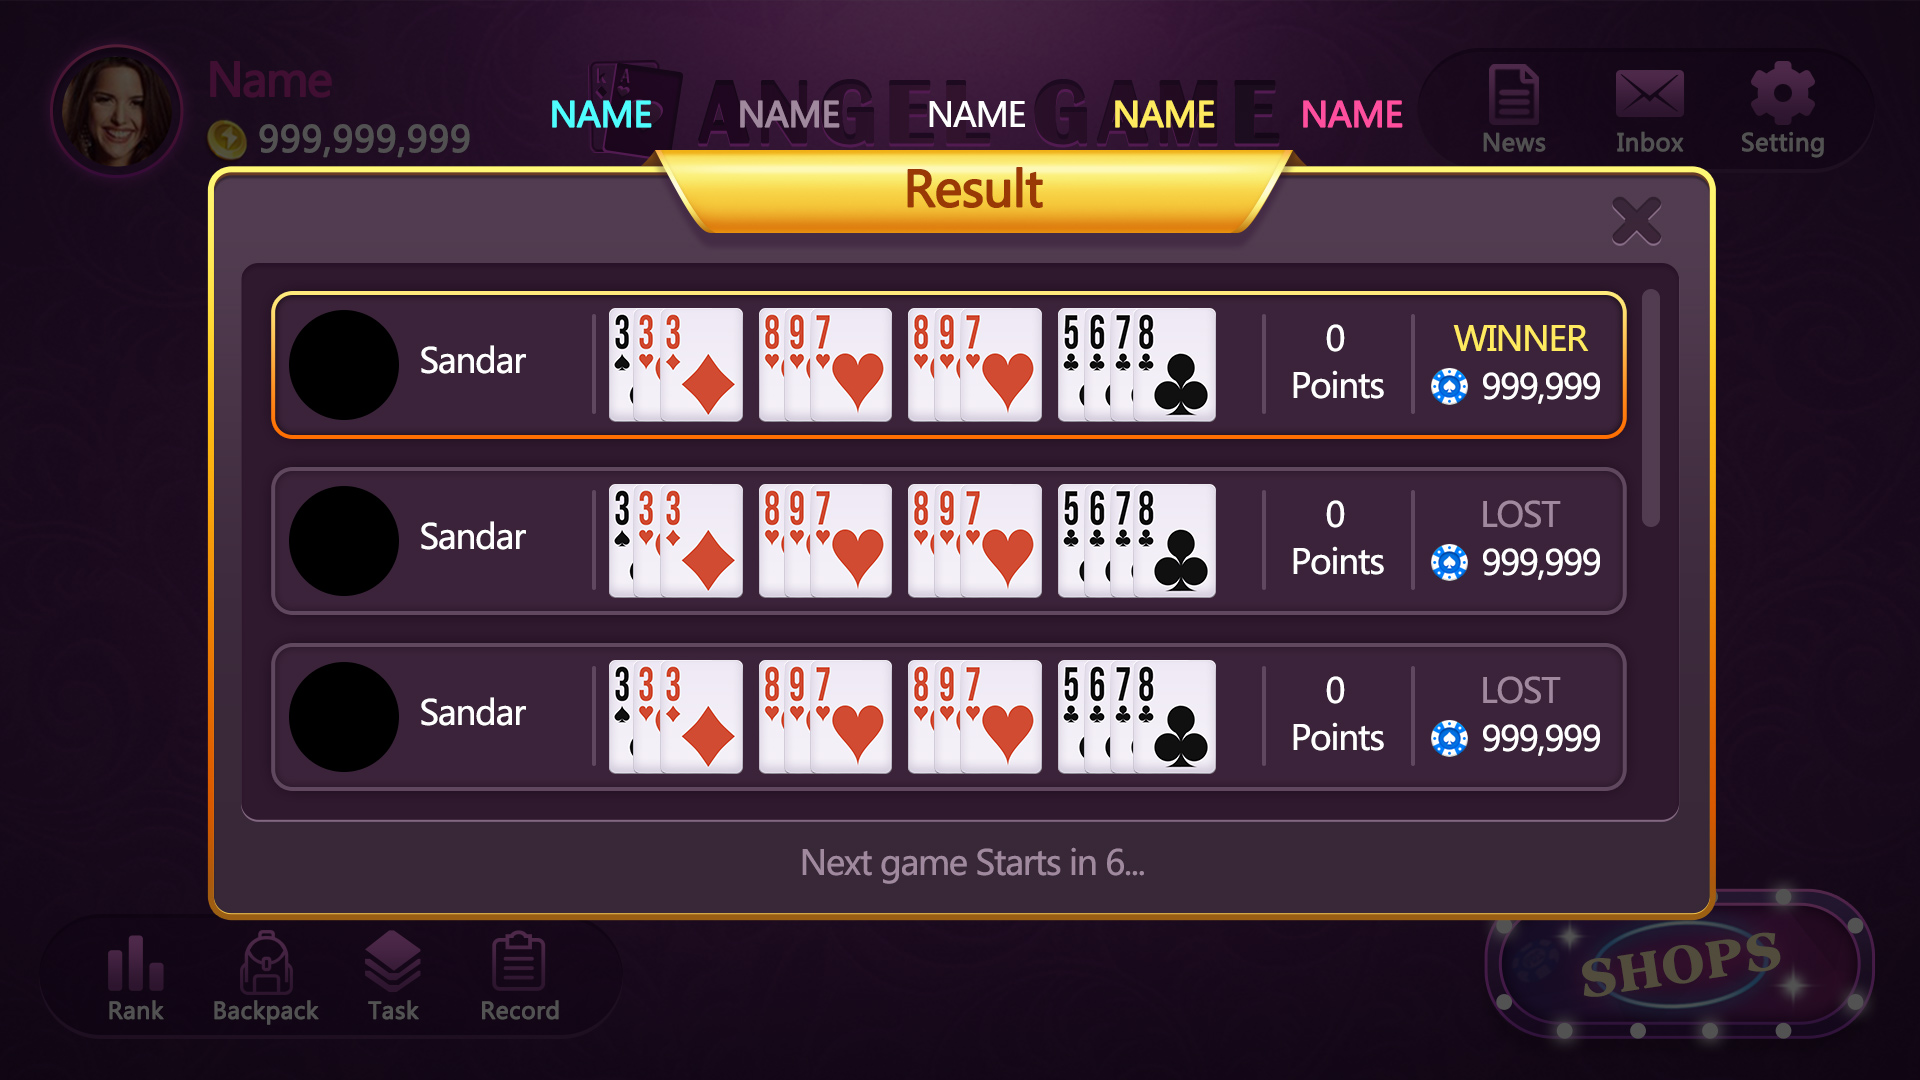 Name
999,999,999
K A
ANGEL GAME
NAME NAME NAME NAME NAME
News Inbox Setting
Result
Sandar
3 3 3 8 9 7 8 9 7 5 6 7 8
0
Points
WINNER
999,999
Sandar
3 3 3 8 9 7 8 9 7 5 6 7 8
0
Points
LOST
999,999
Sandar
3 3 3 8 9 7 8 9 7 5 6 7 8
0
Points
LOST
999,999
Next game Starts in 6...
Rank Backpack Task Record
SHOPS